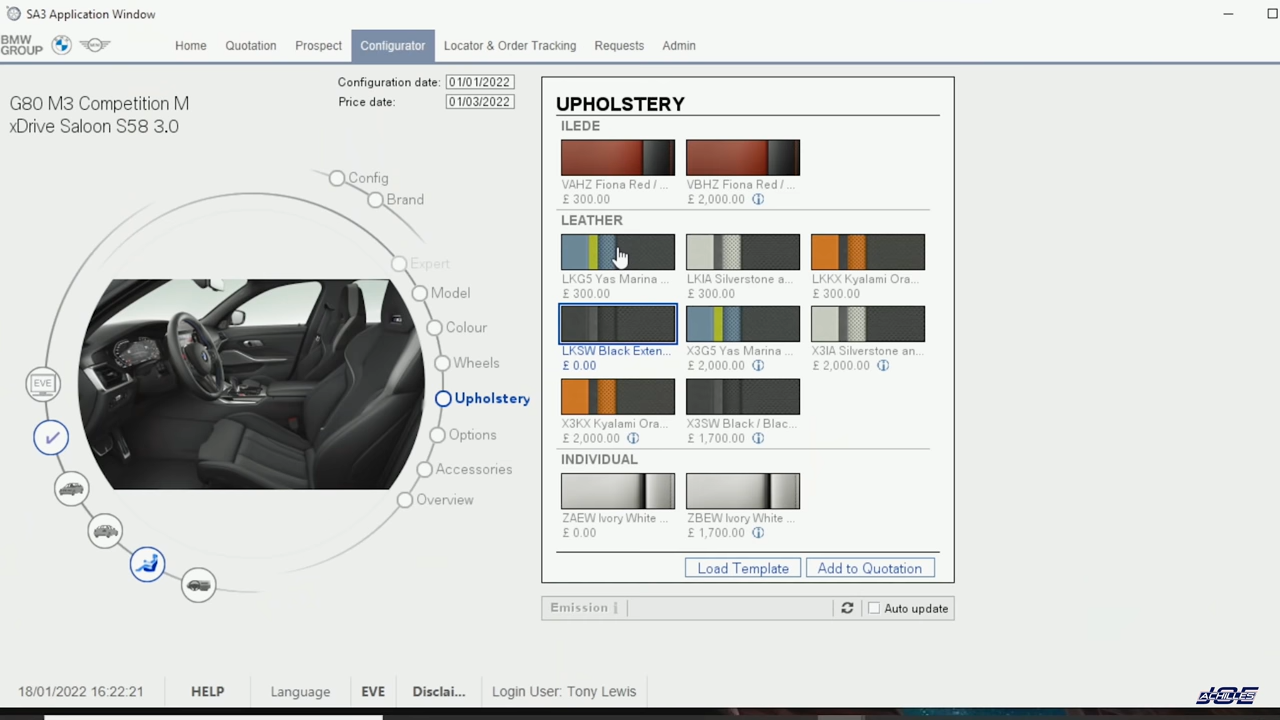 SA3 Application Window
BMW GROUP
Home
Quotation
Prospect
Configurator
Locator & Order Tracking
Requests
Admin
Configuration date: 01/01/2022
Price date: 01/03/2022
G80 M3 Competition M
xDrive Saloon S58 3.0
Config
Brand
Expert
Model
Colour
Wheels
Upholstery
Options
Accessories
Overview
EVE
UPHOLSTERY
ILEDE
VAHZ Fiona Red / ...
£ 300.00
VBHZ Fiona Red / ...
£ 2,000.00
LEATHER
LKG5 Yas Marina ...
£ 300.00
LKIA Silverstone a...
£ 300.00
LKKX Kyalami Ora...
£ 300.00
LKSW Black Exten...
£ 0.00
X3G5 Yas Marina ...
£ 2,000.00
X3IA Silverstone an...
£ 2,000.00
X3KX Kyalami Ora...
£ 2,000.00
X3SW Black / Blac...
£ 1,700.00
INDIVIDUAL
ZAEW Ivory White ...
£ 0.00
ZBEW Ivory White ...
£ 1,700.00
Load Template
Add to Quotation
Emission
Auto update
18/01/2022 16:22:21
HELP
Language
EVE
Disclai...
Login User: Tony Lewis
JOE
ACHILLES